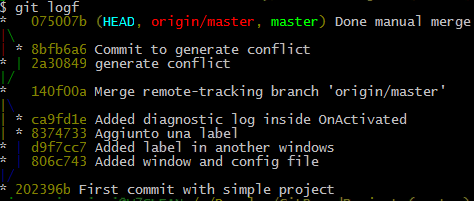 $ git logf
*   075007b (HEAD, origin/master, master) Done manual merge
|\
| * 8bfb6a6 Commit to generate conflict
* | 2a30849 generate conflict
|/
*   140f00a Merge remote-tracking branch 'origin/master'
|\
| * ca9fd1e Added diagnostic log inside OnActivated
| * 8374733 Aggiunto una label
* | d9f7cc7 Added label in another windows
* | 806c743 Added window and config file
|/
* 202396b First commit with simple project